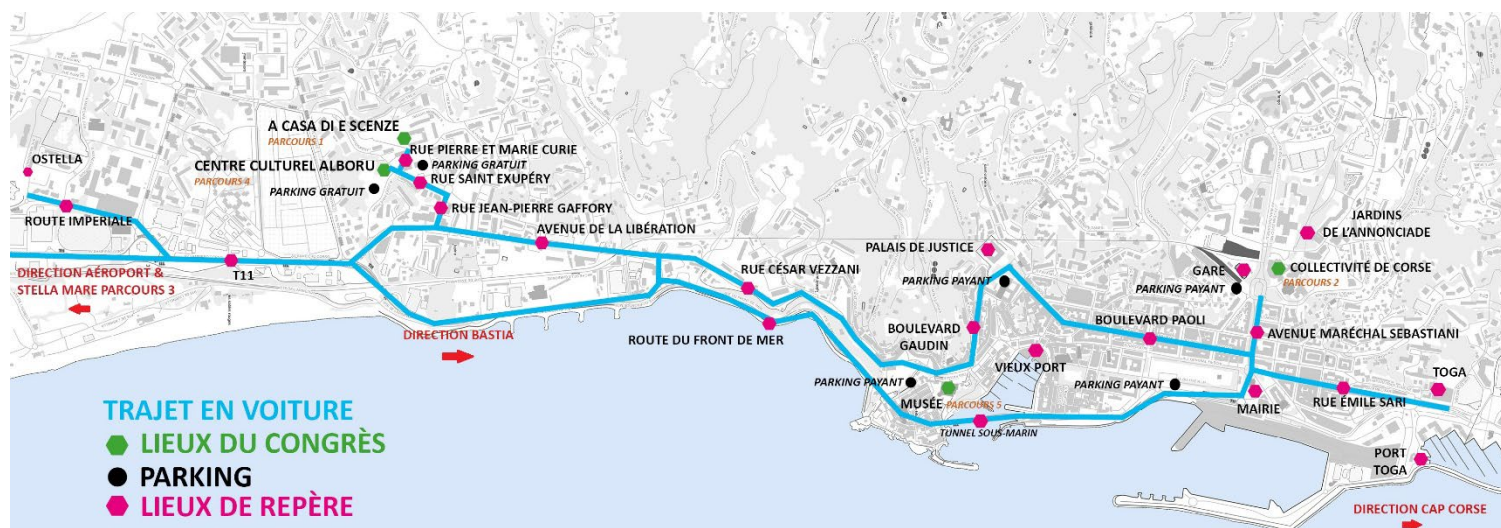 A CASA DI E SCENZE
PARCOURS 1
RUE PIERRE ET MARIE CURIE
OSTELLA
CENTRE CULTUREL ALBORU
PARKING GRATUIT
PARCOURS 4
RUE SAINT EXUPÉRY
PARKING GRATUIT
RUE JEAN-PIERRE GAFFORY
ROUTE IMPERIALE
AVENUE DE LA LIBÉRATION
T11
DIRECTION AÉROPORT &
STELLA MARE PARCOURS 3
DIRECTION BASTIA
RUE CÉSAR VEZZANI
ROUTE DU FRONT DE MER
PALAIS DE JUSTICE
PARKING PAYANT
BOULEVARD
GAUDIN
VIEUX PORT
PARKING PAYANT
MUSÉE PARCOURS 5
TUNNEL SOUS-MARIN
JARDINS
DE L'ANNONCIADE
GARE
COLLECTIVITÉ DE CORSE
PARCOURS 2
PARKING PAYANT
BOULEVARD PAOLI
AVENUE MARÉCHAL SEBASTIANI
PARKING PAYANT
MAIRIE
RUE ÉMILE SARI
TOGA
PORT
TOGA
DIRECTION CAP CORSE
TRAJET EN VOITURE
LIEUX DU CONGRÈS
PARKING
LIEUX DE REPÈRE